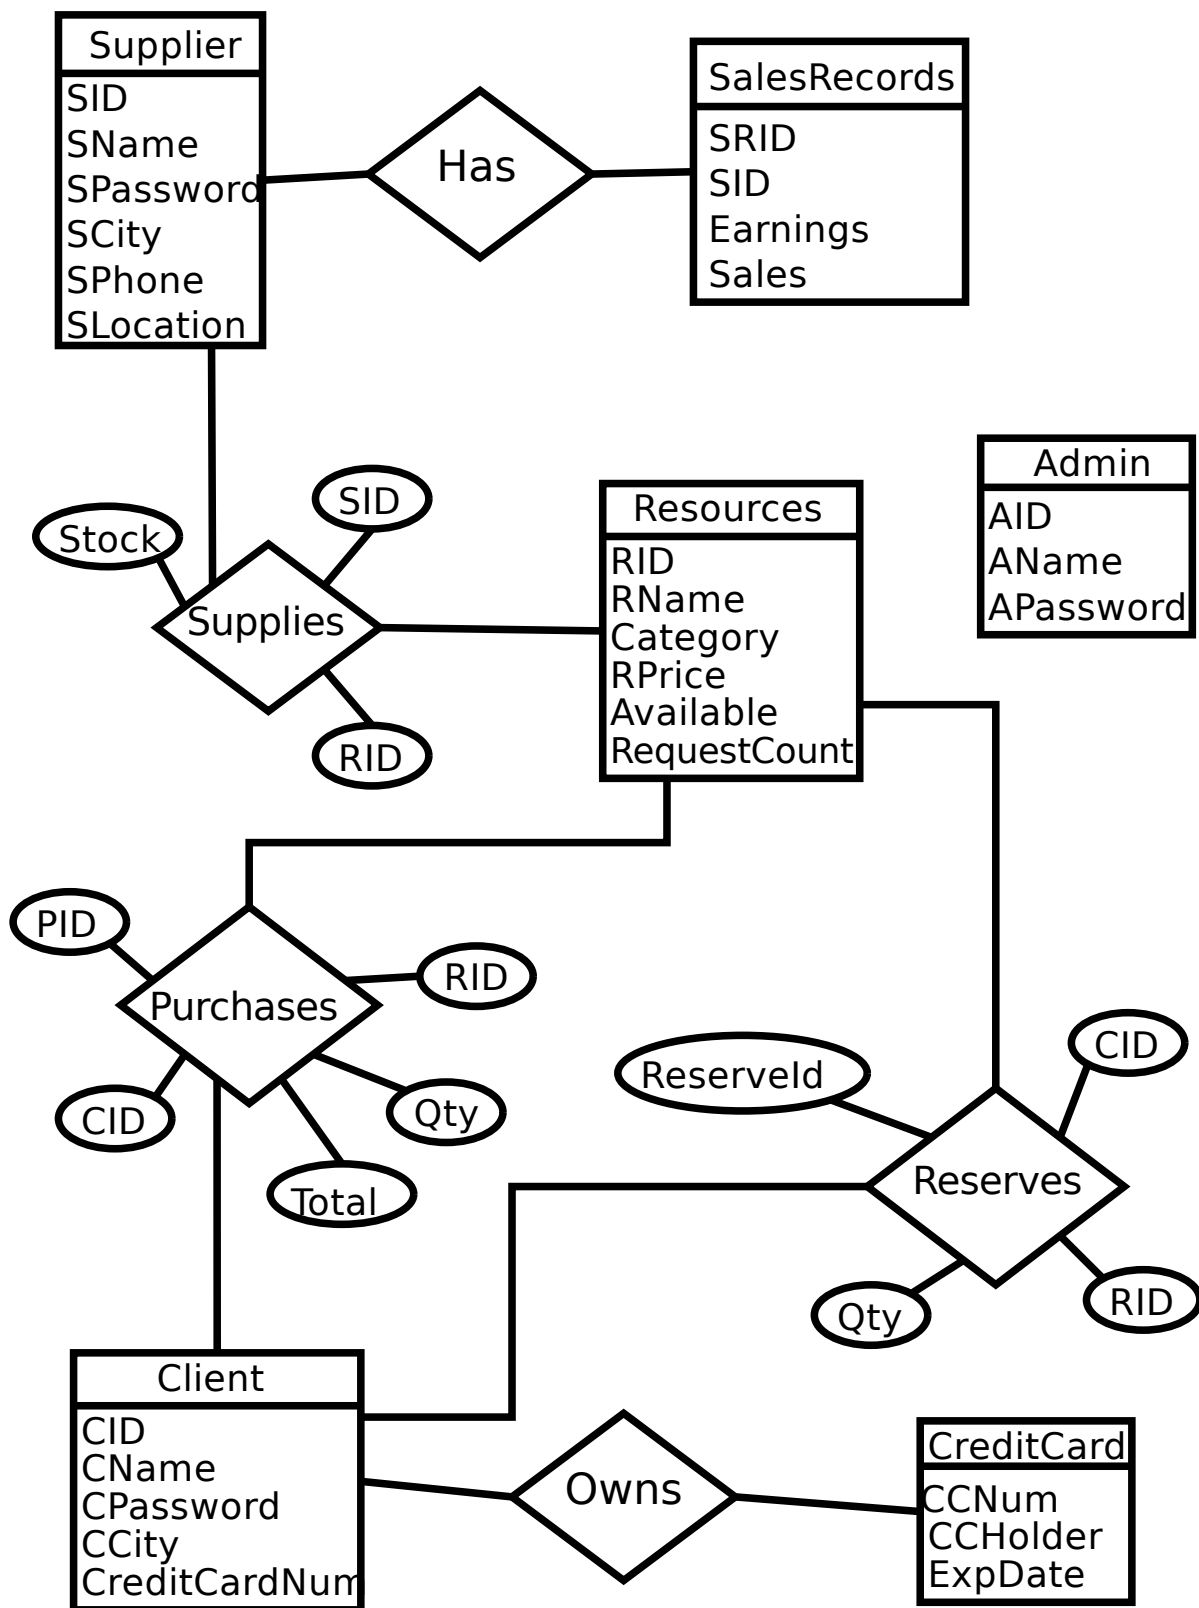 Supplier
SID
SName
SPassword
SCity
SPhone
SLocation
Has
SalesRecords
SRID
SID
Earnings
Sales
Admin
AID
AName
APassword
Stock
SID
Supplies
RID
Resources
RID
RName
Category
RPrice
Available
RequestCount
PID
RID
Purchases
CID
Qty
Total
ReserveId
CID
Reserves
Qty
RID
Client
CID
CName
CPassword
CCity
CreditCardNum
Owns
CreditCard
CCNum
CCHolder
ExpDate